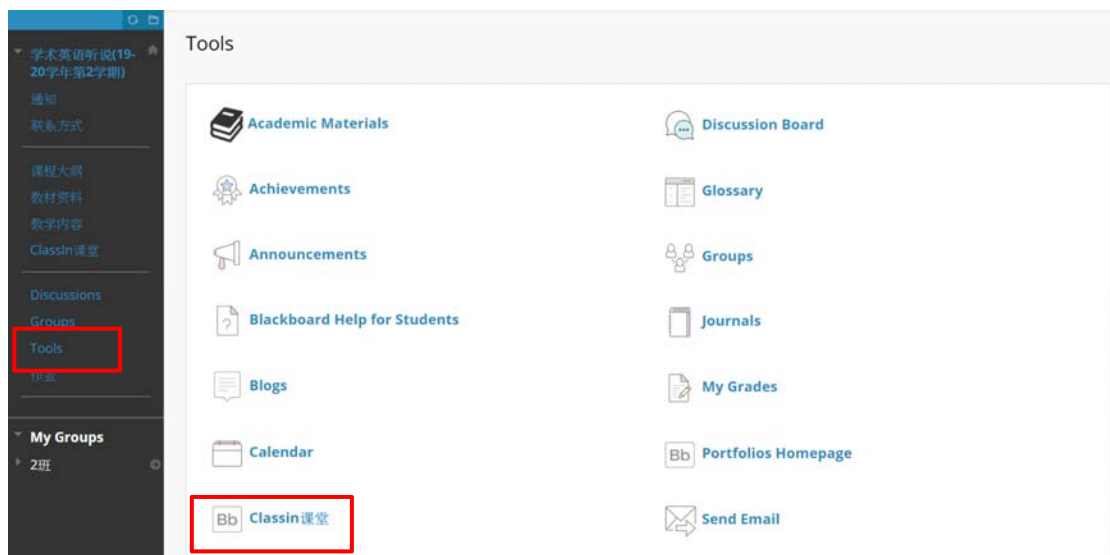 学术英语听说(19-
20学年第2学期)
通知
联系方式
课程大纲
教材资料
教学内容
ClassIn课堂
Discussions
Groups
Tools
作业
My Groups
2班
Tools
Academic Materials
Discussion Board
Achievements
Glossary
Announcements
Groups
?
Blackboard Help for Students
Journals
Blogs
My Grades
Calendar
Bb
Portfolios Homepage
Bb
Classin课堂
Send Email